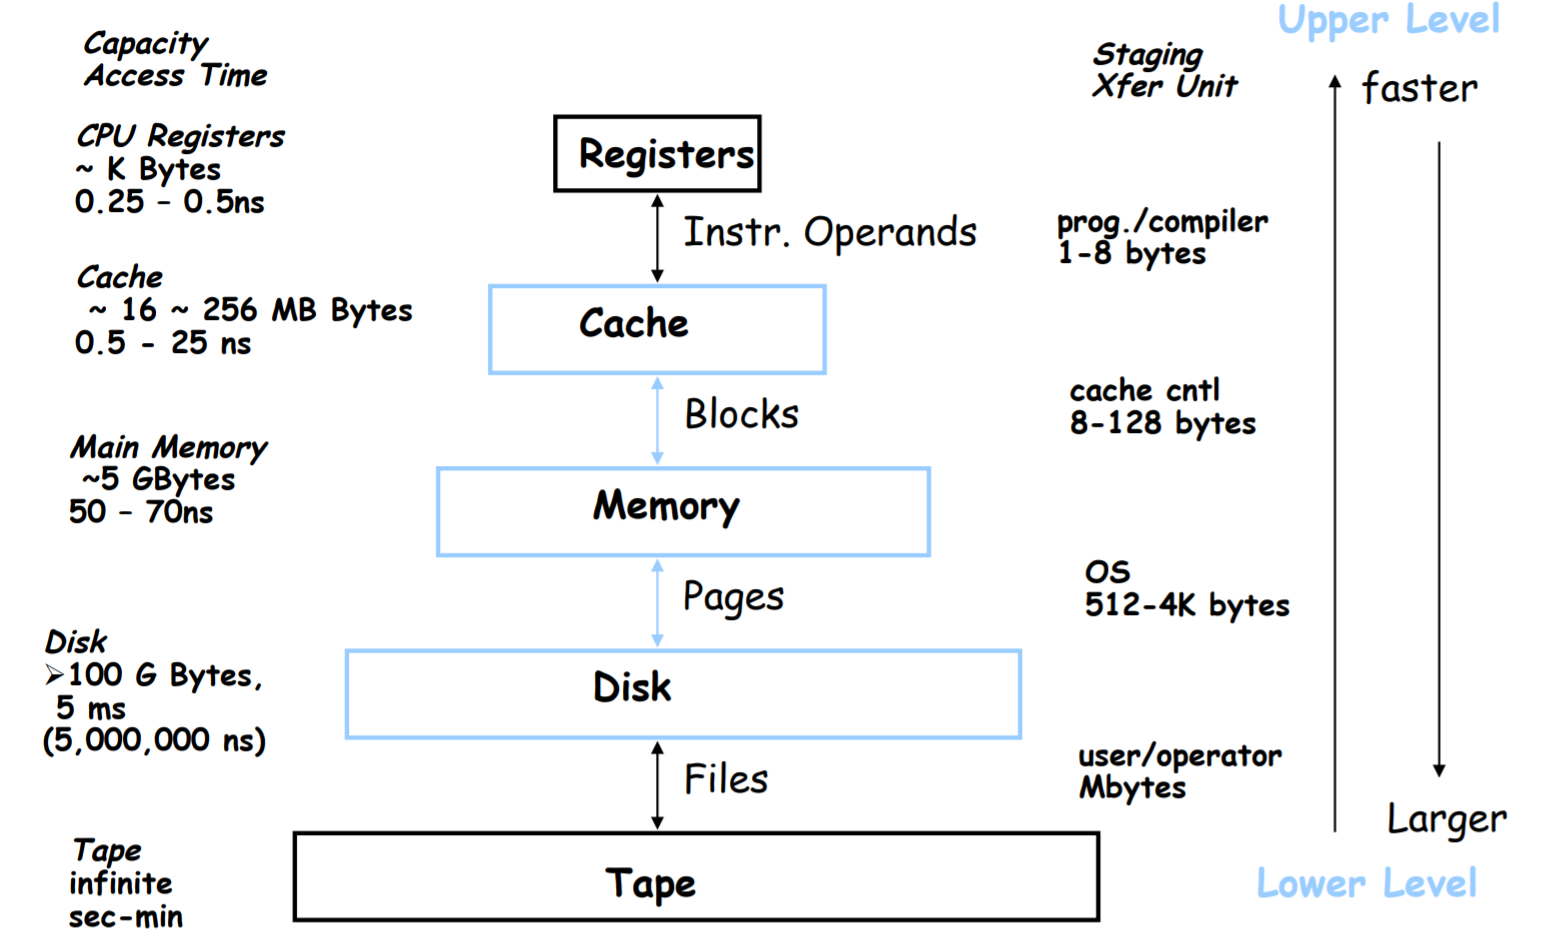 Capacity
Access Time
CPU Registers
~ K Bytes
0.25 – 0.5ns
Cache
~ 16 ~ 256 MB Bytes
0.5 - 25 ns
Main Memory
~5 GBytes
50 – 70ns
Disk
➢100 G Bytes,
5 ms
(5,000,000 ns)
Tape
infinite
sec-min
Registers
Instr. Operands
Cache
Blocks
Memory
Pages
Disk
Files
Tape
Staging
Xfer Unit
prog./compiler
1-8 bytes
cache cntl
8-128 bytes
OS
512-4K bytes
user/operator
Mbytes
Upper Level
faster
Larger
Lower Level